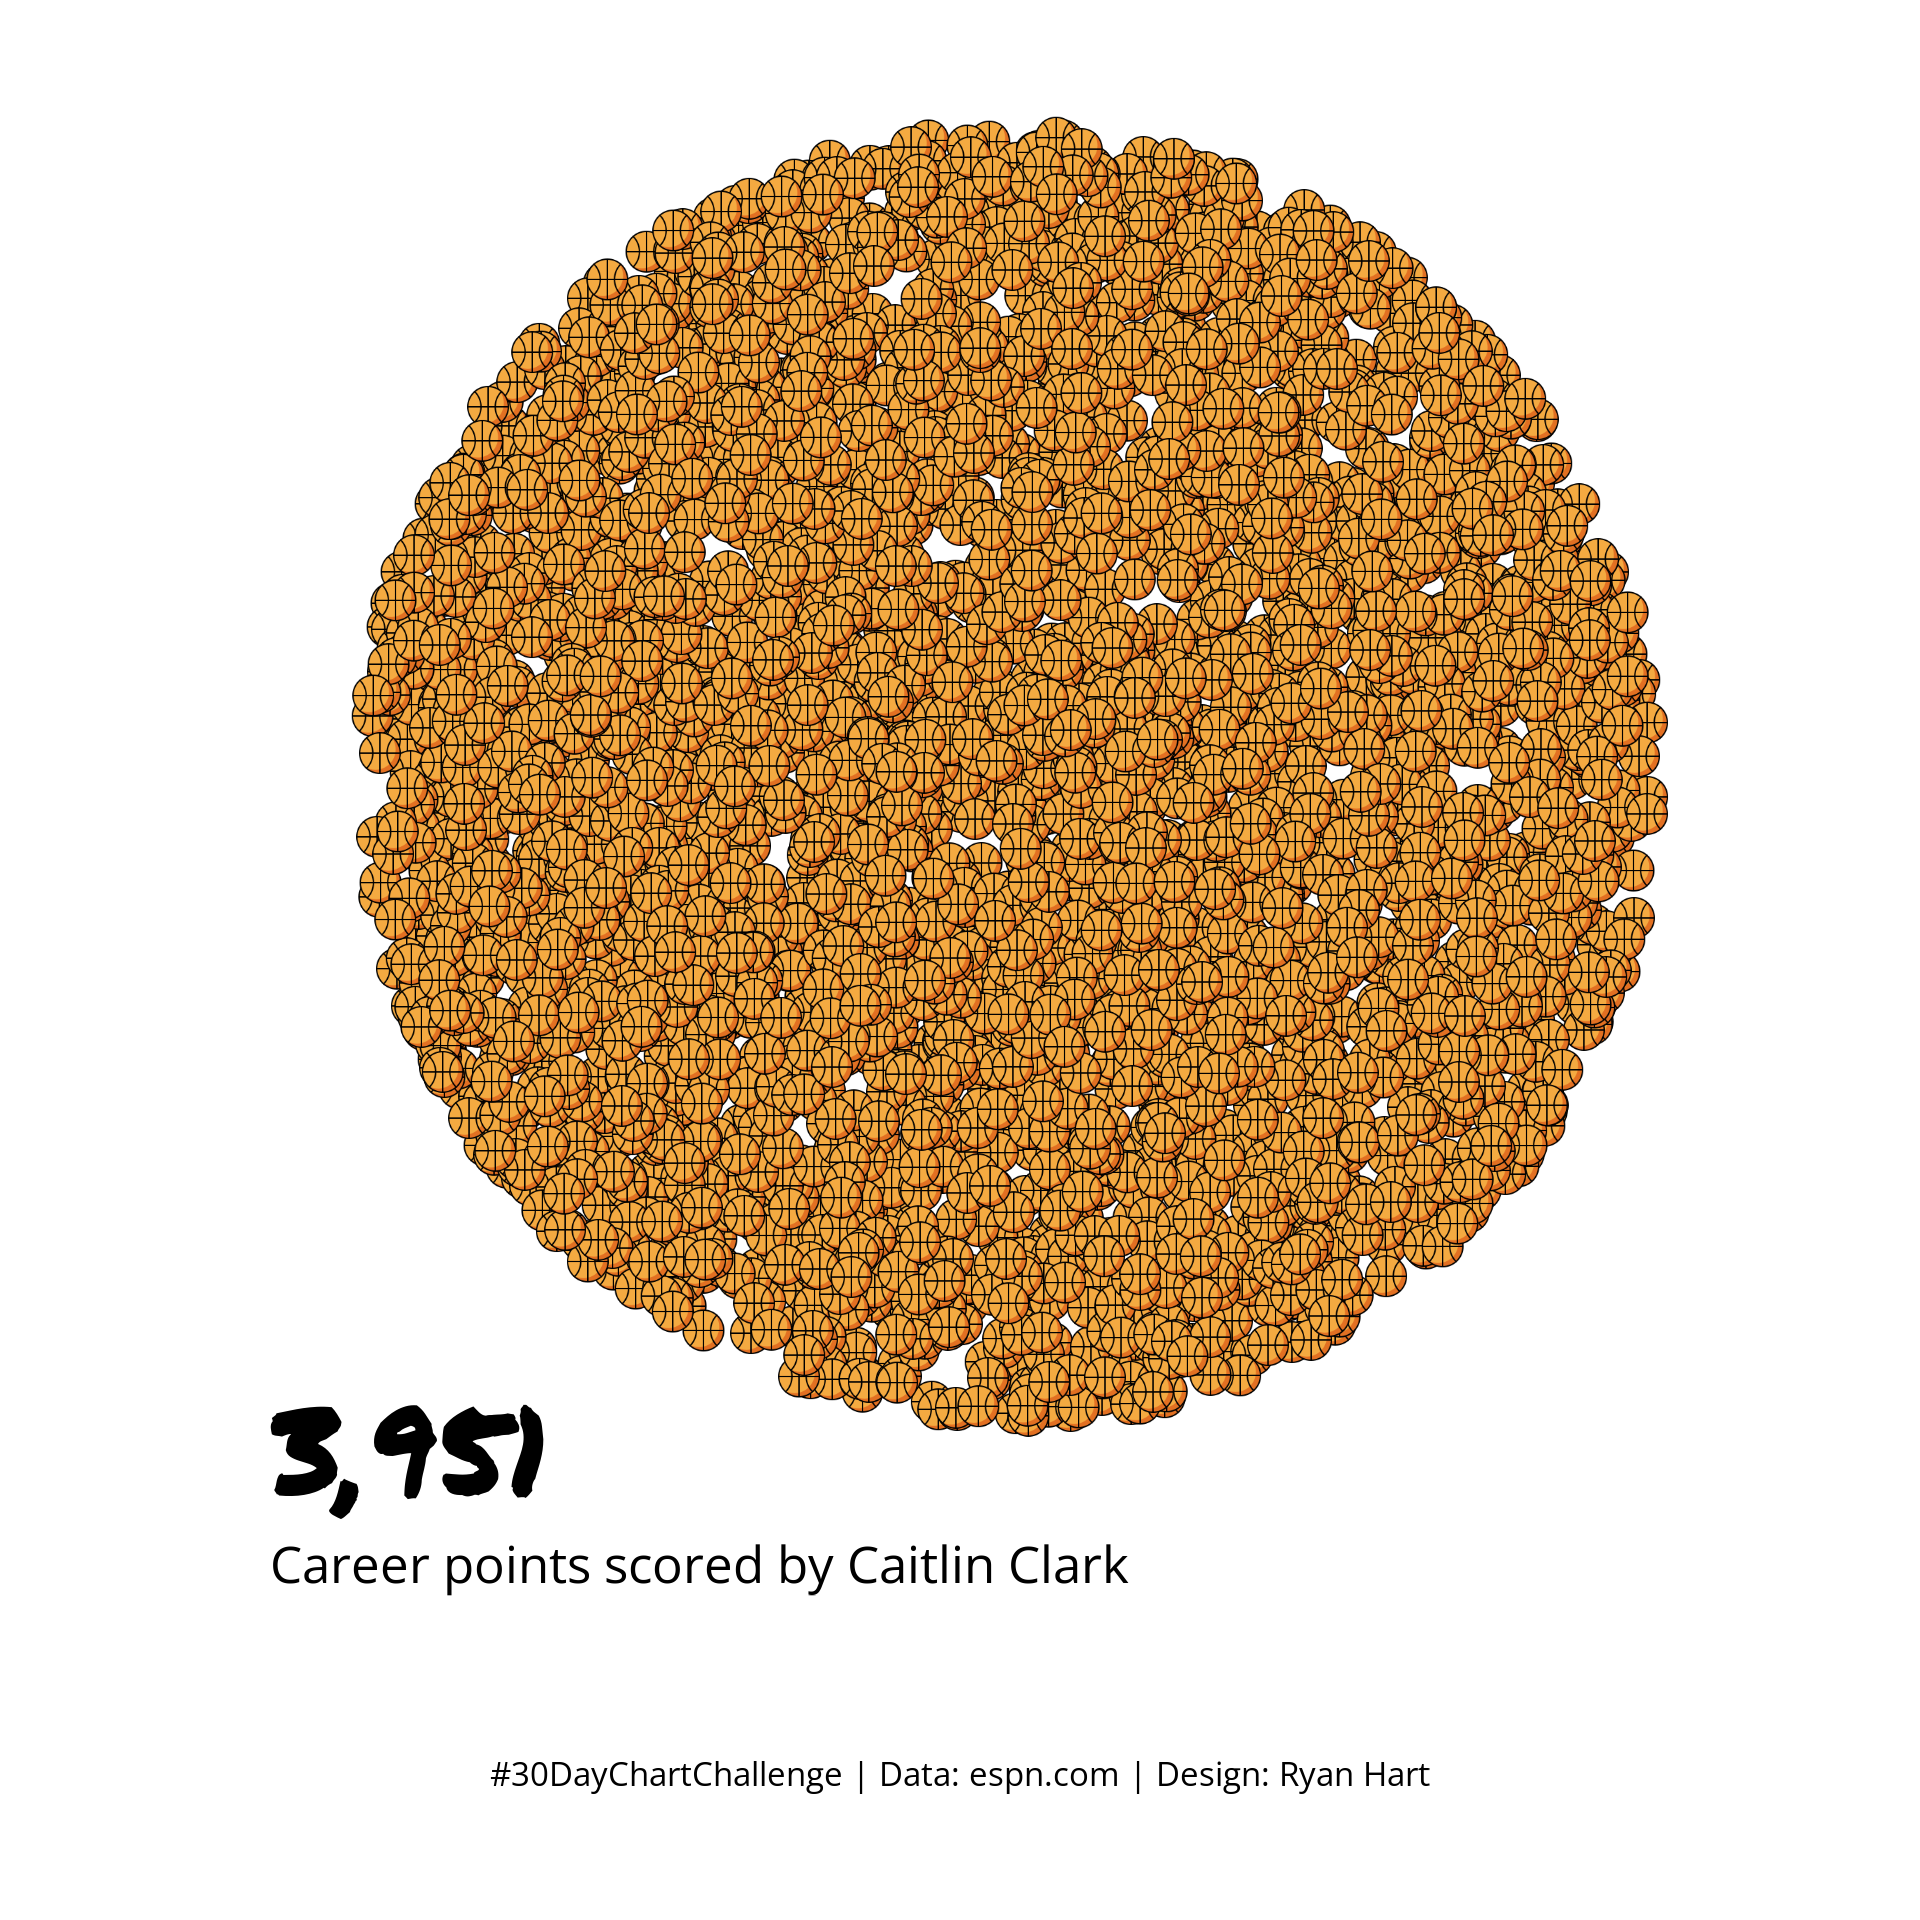 3,951
Career points scored by Caitlin Clark
#30DayChartChallenge | Data: espn.com | Design: Ryan Hart